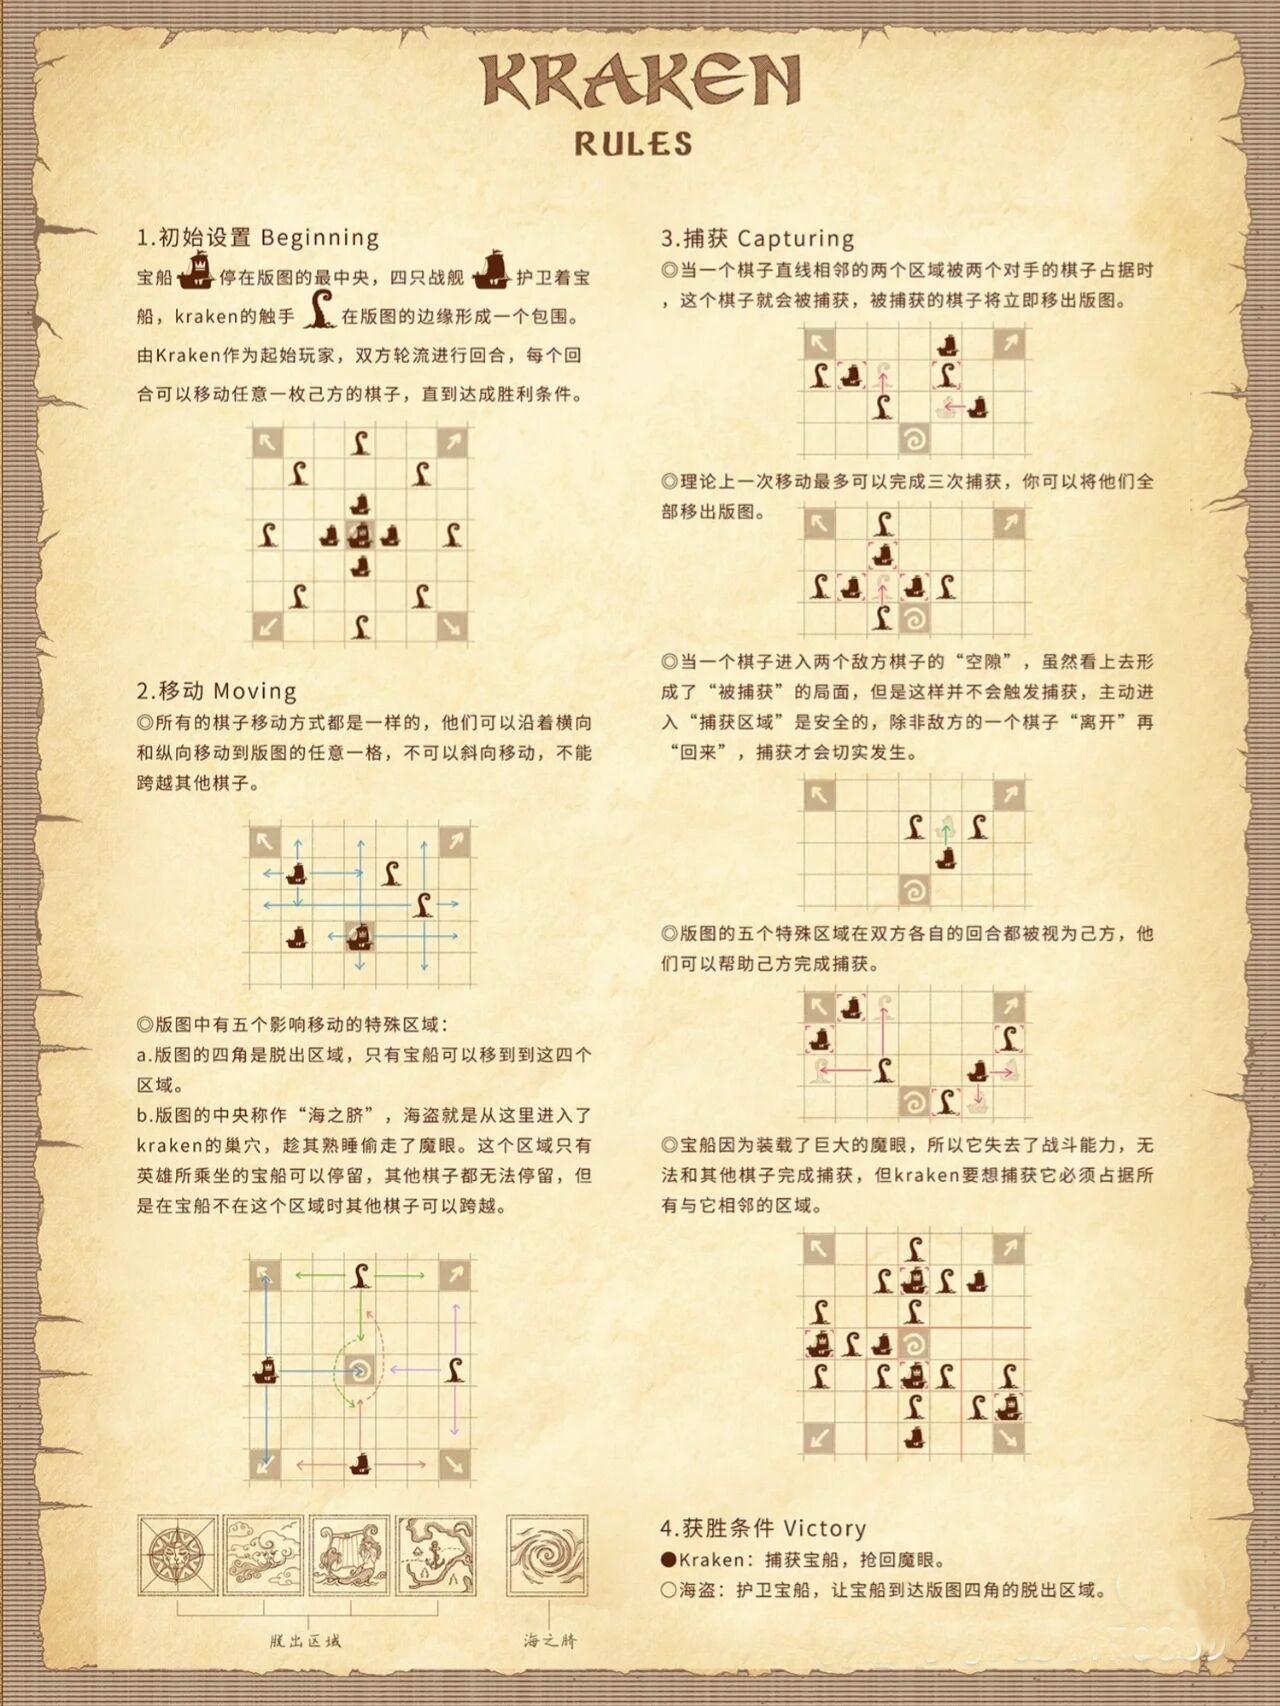 KRAKEN
RULES
1.初始设置 Beginning
宝船停在版图的最中央，四只战舰护卫着宝
船，kraken的触手在版图的边缘形成一个包围。
由Kraken作为起始玩家，双方轮流进行回合，每个回
合可以移动任意一枚己方的棋子，直到达成胜利条件。
2.移动 Moving
◎所有的棋子移动方式都是一样的，他们可以沿着横向
和纵向移动到版图的任意一格，不可以斜向移动，不能
跨越其他棋子。
◎版图中有五个影响移动的特殊区域：
a.版图的四角是脱出区域，只有宝船可以移到到这四个
区域。
b.版图的中央称作“海之脐”，海盗就是从这里进入了
kraken的巢穴，趁其熟睡偷走了魔眼。这个区域只有
英雄所乘坐的宝船可以停留，其他棋子都无法停留，但
是在宝船不在这个区域时其他棋子可以跨越。
脱出区域
海之脐
3.捕获 Capturing
◎当一个棋子直线相邻的两个区域被两个对手的棋子占据时
，这个棋子就会被捕获，被捕获的棋子将立即移出版图。
◎理论上一次移动最多可以完成三次捕获，你可以将他们全
部移出版图。
◎当一个棋子进入两个敌方棋子的“空隙”，虽然看上去形
成了“被捕获”的局面，但是这样并不会触发捕获，主动进
入“捕获区域”是安全的，除非敌方的一个棋子“离开”再
“回来”，捕获才会切实发生。
◎版图的五个特殊区域在双方各自的回合都被视为己方，他
们可以帮助己方完成捕获。
◎宝船因为装载了巨大的魔眼，所以它失去了战斗能力，无
法和其他棋子完成捕获，但kraken要想捕获它必须占据所
有与它相邻的区域。
4.获胜条件 Victory
●Kraken：捕获宝船，抢回魔眼。
○海盗：护卫宝船，让宝船到达版图四角的脱出区域。